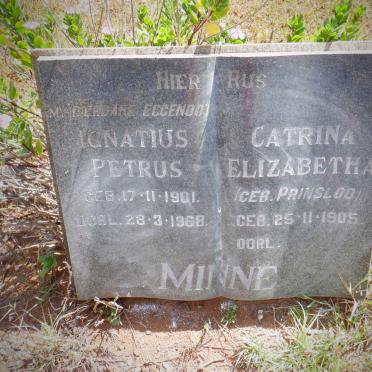 HIER RUS
MY DIERBARE EGGENOOT
IGNATIUS
PETRUS
GEB. 17-11-1901.
OORL. 28-3-1968.
CATRINA
ELIZABETHA
(GEB. PRINSLOO)
GEB. 25-11-1905.
OORL.
MINNE